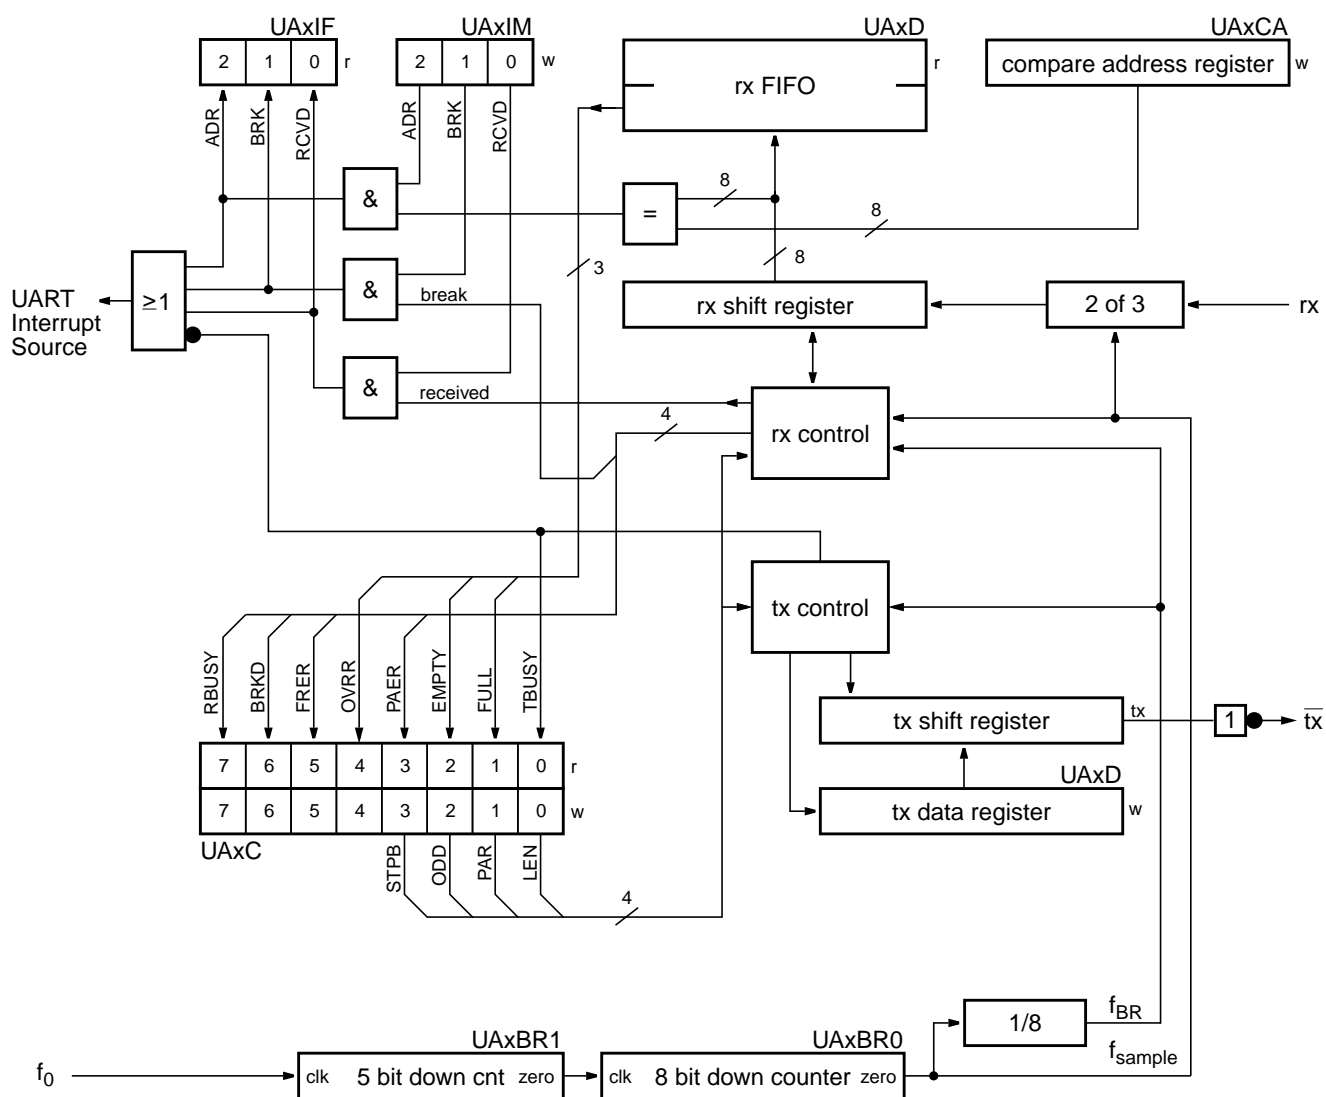 UAxIF
UAxIM
UAxD
UAxCA
2 1 0 r
2 1 0 w
rx FIFO
r
compare address register
w
ADR
BRK
RCVD
ADR
BRK
RCVD
&
=
8
8
8
3
UART
Interrupt
Source
≥1
&
break
rx shift register
2 of 3
rx
&
received
4
rx control
tx control
RBUSY
BRKD
FRER
OVRR
PAER
EMPTY
FULL
TBUSY
tx shift register
tx
1
tx
7 6 5 4 3 2 1 0 r
7 6 5 4 3 2 1 0 w
UAxD
tx data register
w
UAxC
STPB
ODD
PAR
LEN
4
1/8
fBR
fsample
UAxBR1
UAxBR0
f0
clk 5 bit down cnt zero
clk 8 bit down counter zero